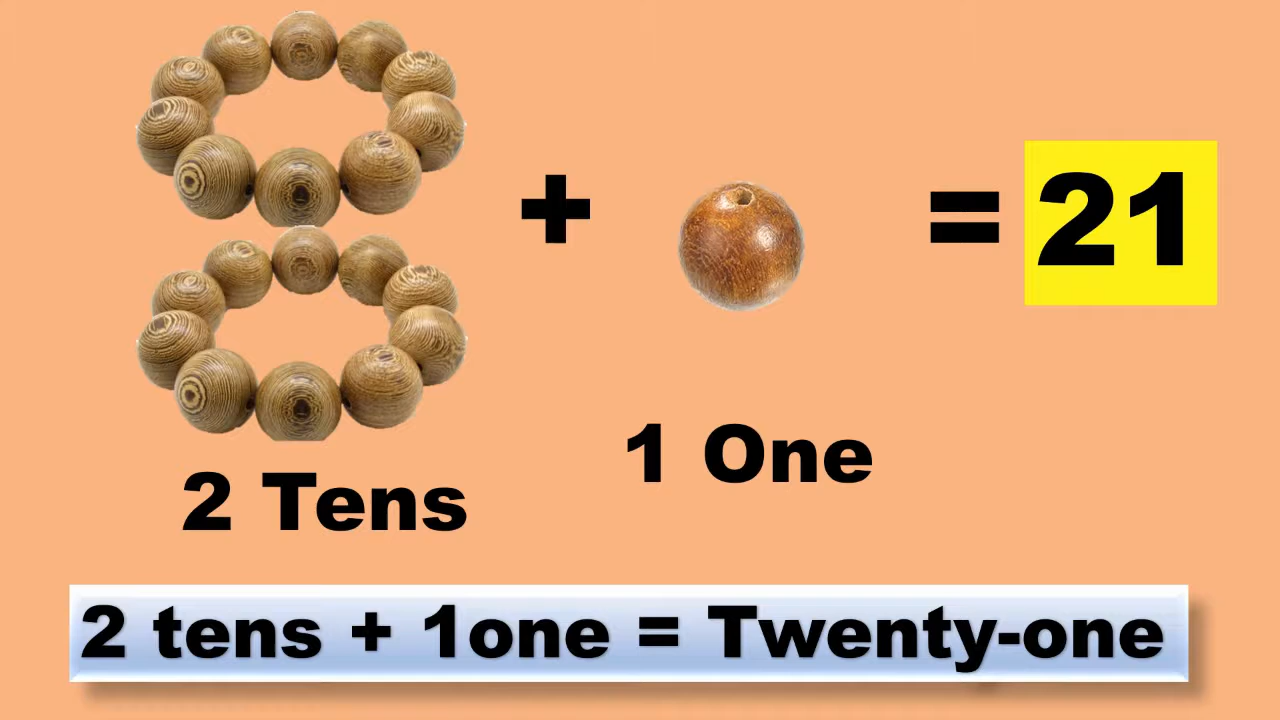 + = 21
1 One
2 Tens
2 tens + 1one = Twenty-one